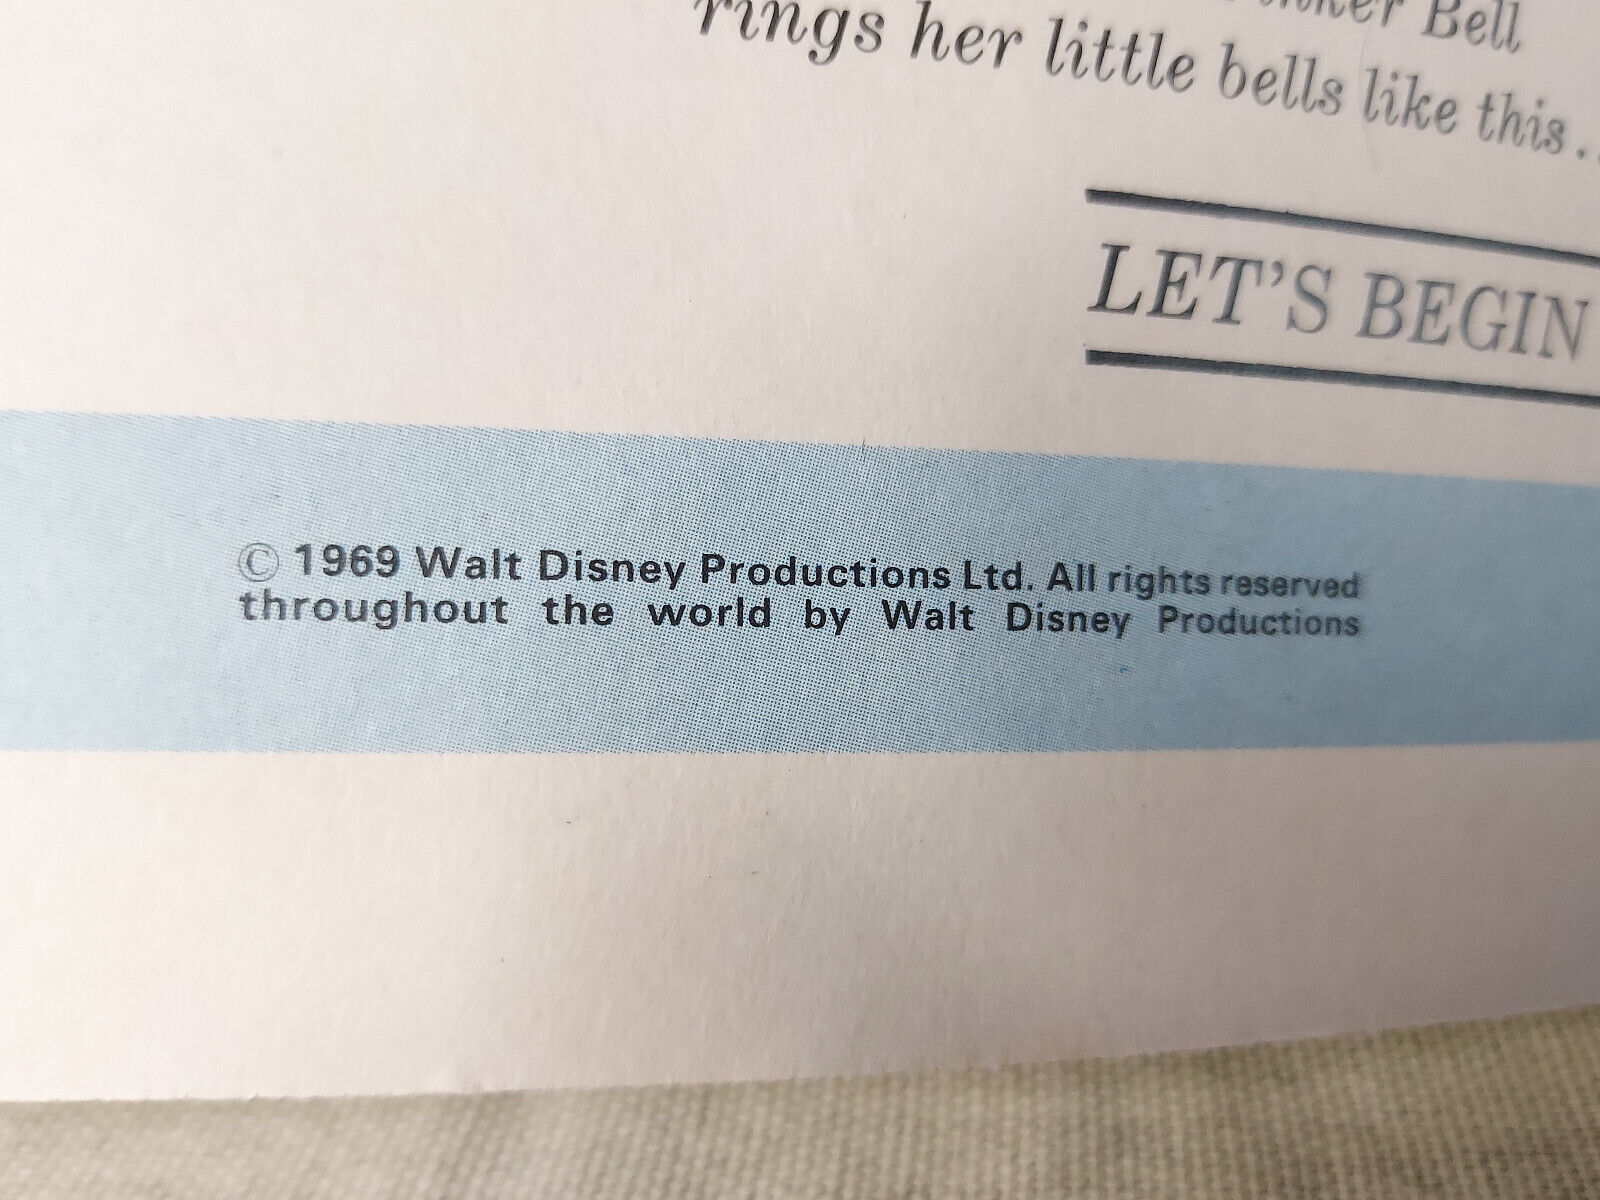 Bell
rings her little bells like this..
LET'S BEGIN
© 1969 Walt Disney Productions Ltd. All rights reserved
throughout the world by Walt Disney Productions